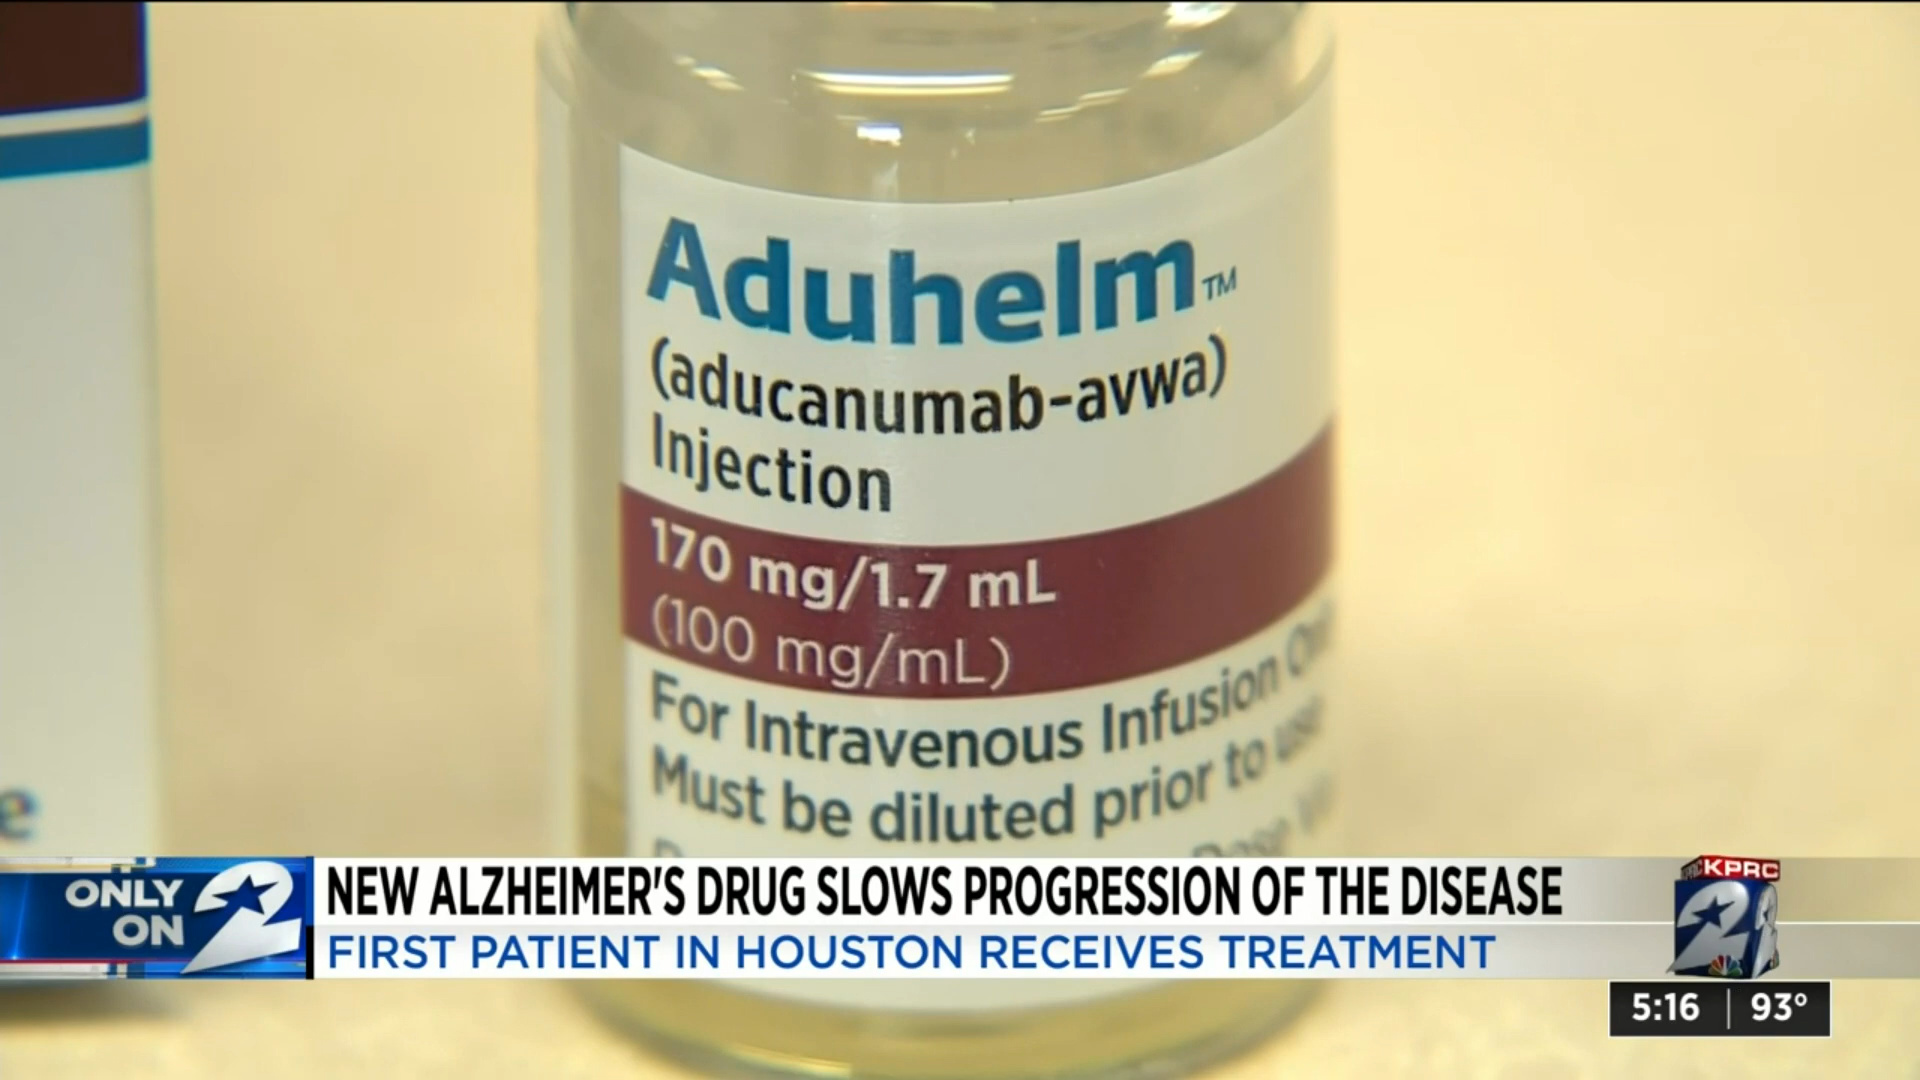 Aduhelm™
(aducanumab-avwa)
Injection
170 mg/1.7 mL
(100 mg/mL)
For Intravenous Infusion
Must be diluted prior to use
Dose
e
ONLY
ON 2
NEW ALZHEIMER'S DRUG SLOWS PROGRESSION OF THE DISEASE
FIRST PATIENT IN HOUSTON RECEIVES TREATMENT
KPRC
2
5:16 | 93°